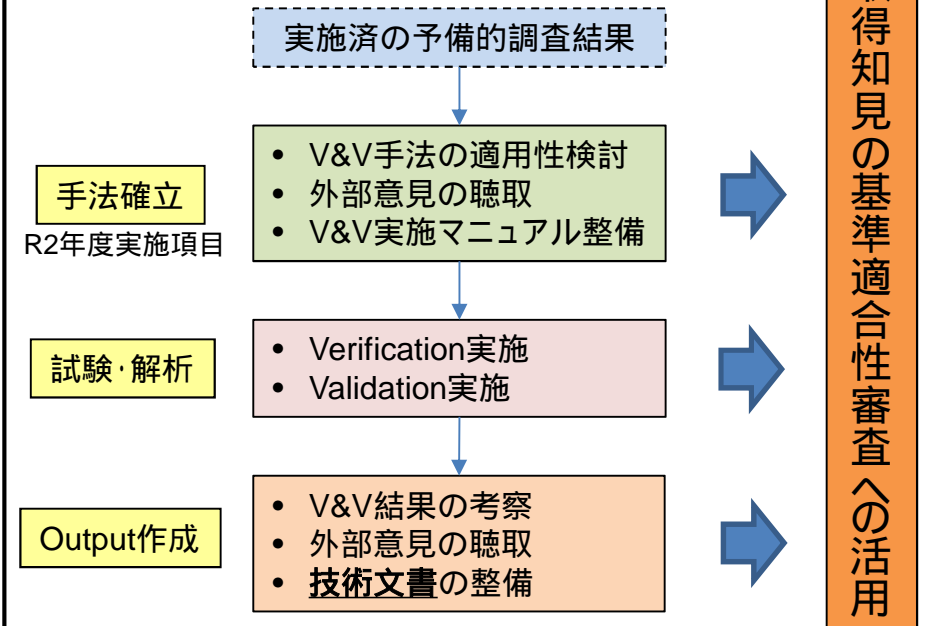 実施済の予備的調査結果
手法確立
R2年度実施項目
• V&V手法の適用性検討
• 外部意見の聴取
• V&V実施マニュアル整備
試験・解析
• Verification実施
• Validation実施
Output作成
• V&V結果の考察
• 外部意見の聴取
• 技術文書の整備
得知見の基準適合性審査への活用